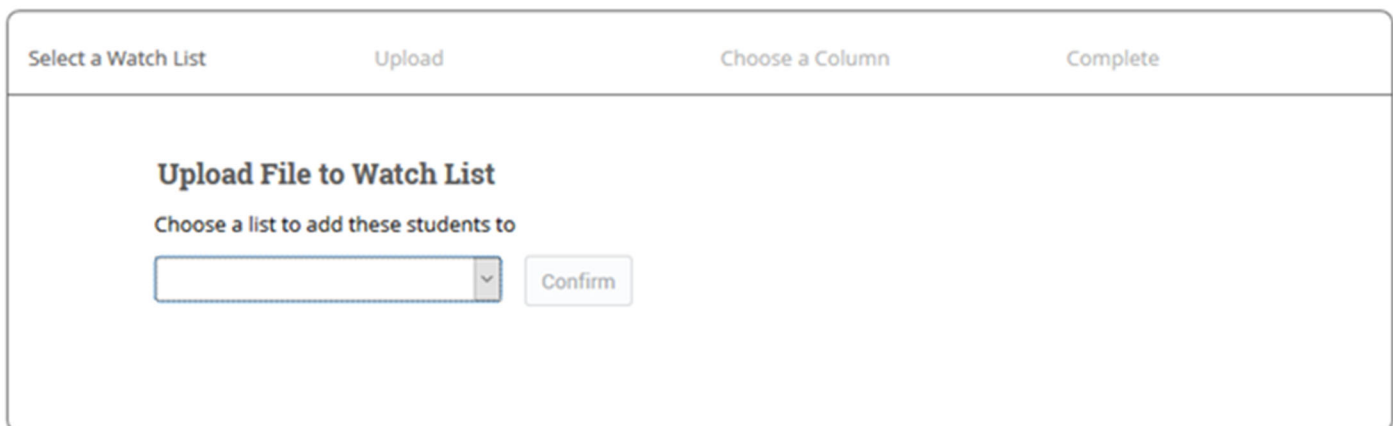 Select a Watch List Upload Choose a Column Complete
Upload File to Watch List
Choose a list to add these students to
Confirm